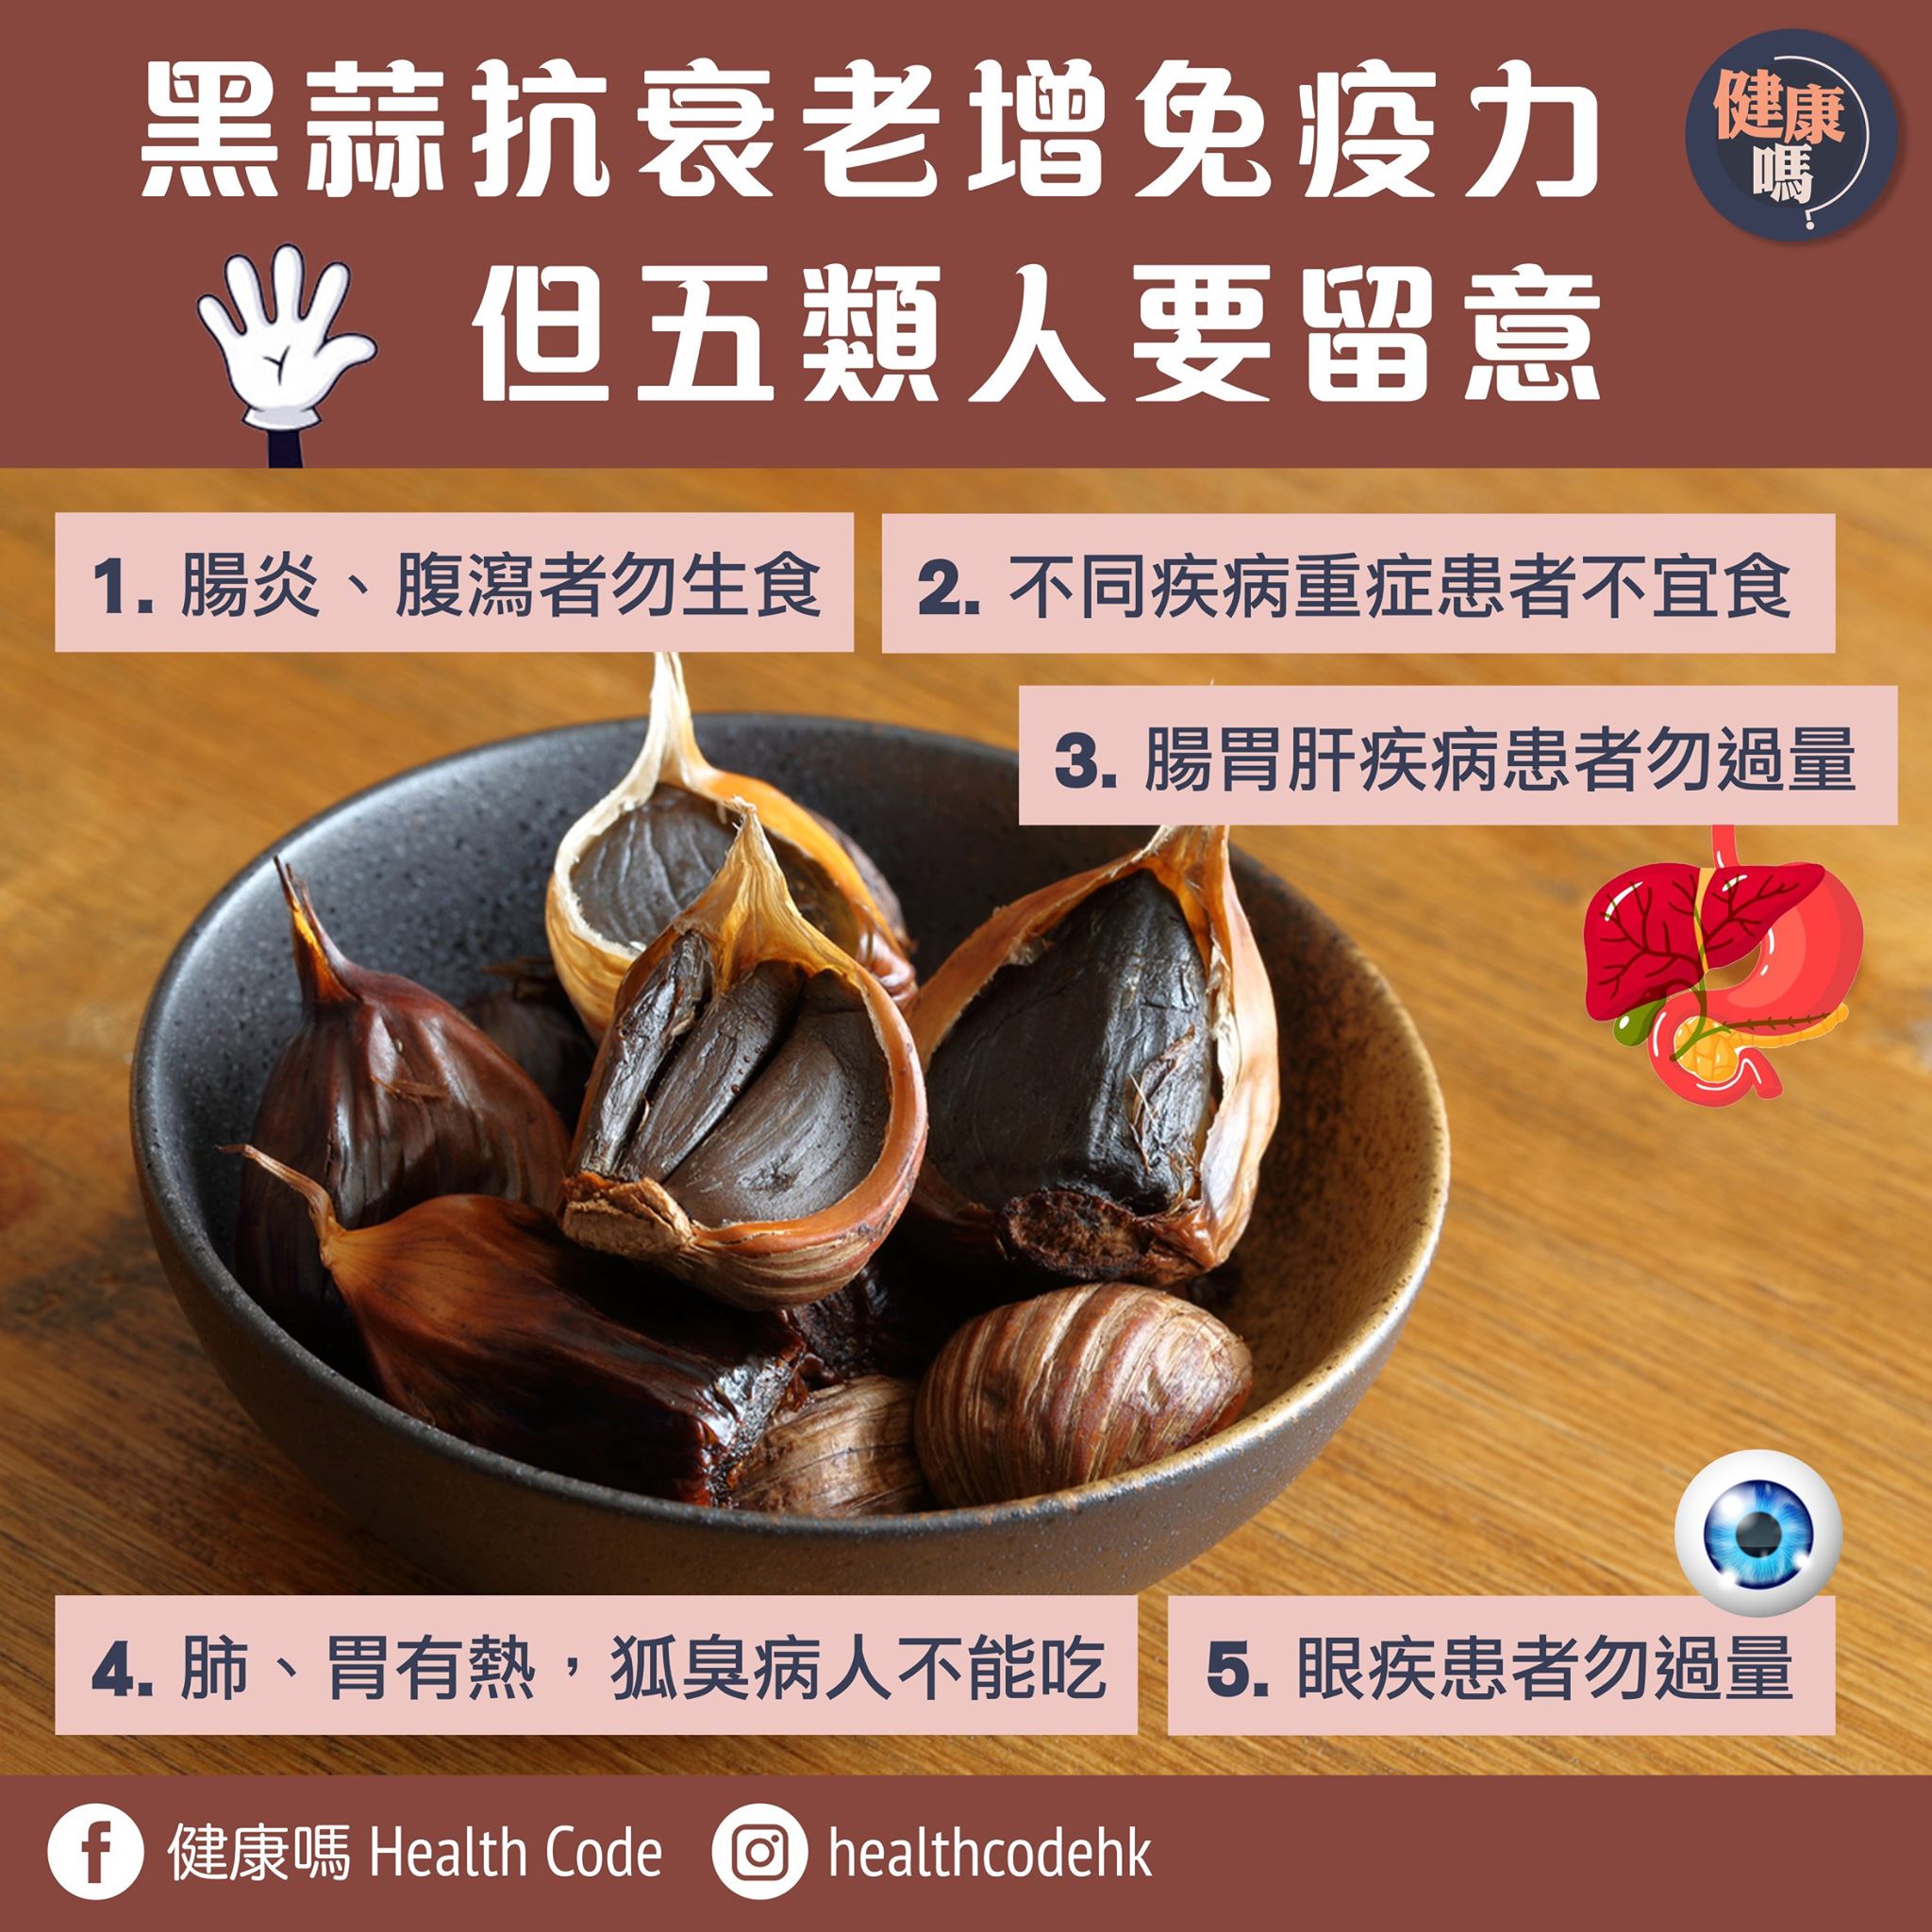 黑蒜抗衰老增免疫力
健康
嗎?
但五類人要留意
1. 腸炎、腹瀉者勿生食
2. 不同疾病重症患者不宜食
3. 腸胃肝疾病患者勿過量
4. 肺、胃有熱，狐臭病人不能吃
5. 眼疾患者勿過量
健康嗎 Health Code
healthcodehk